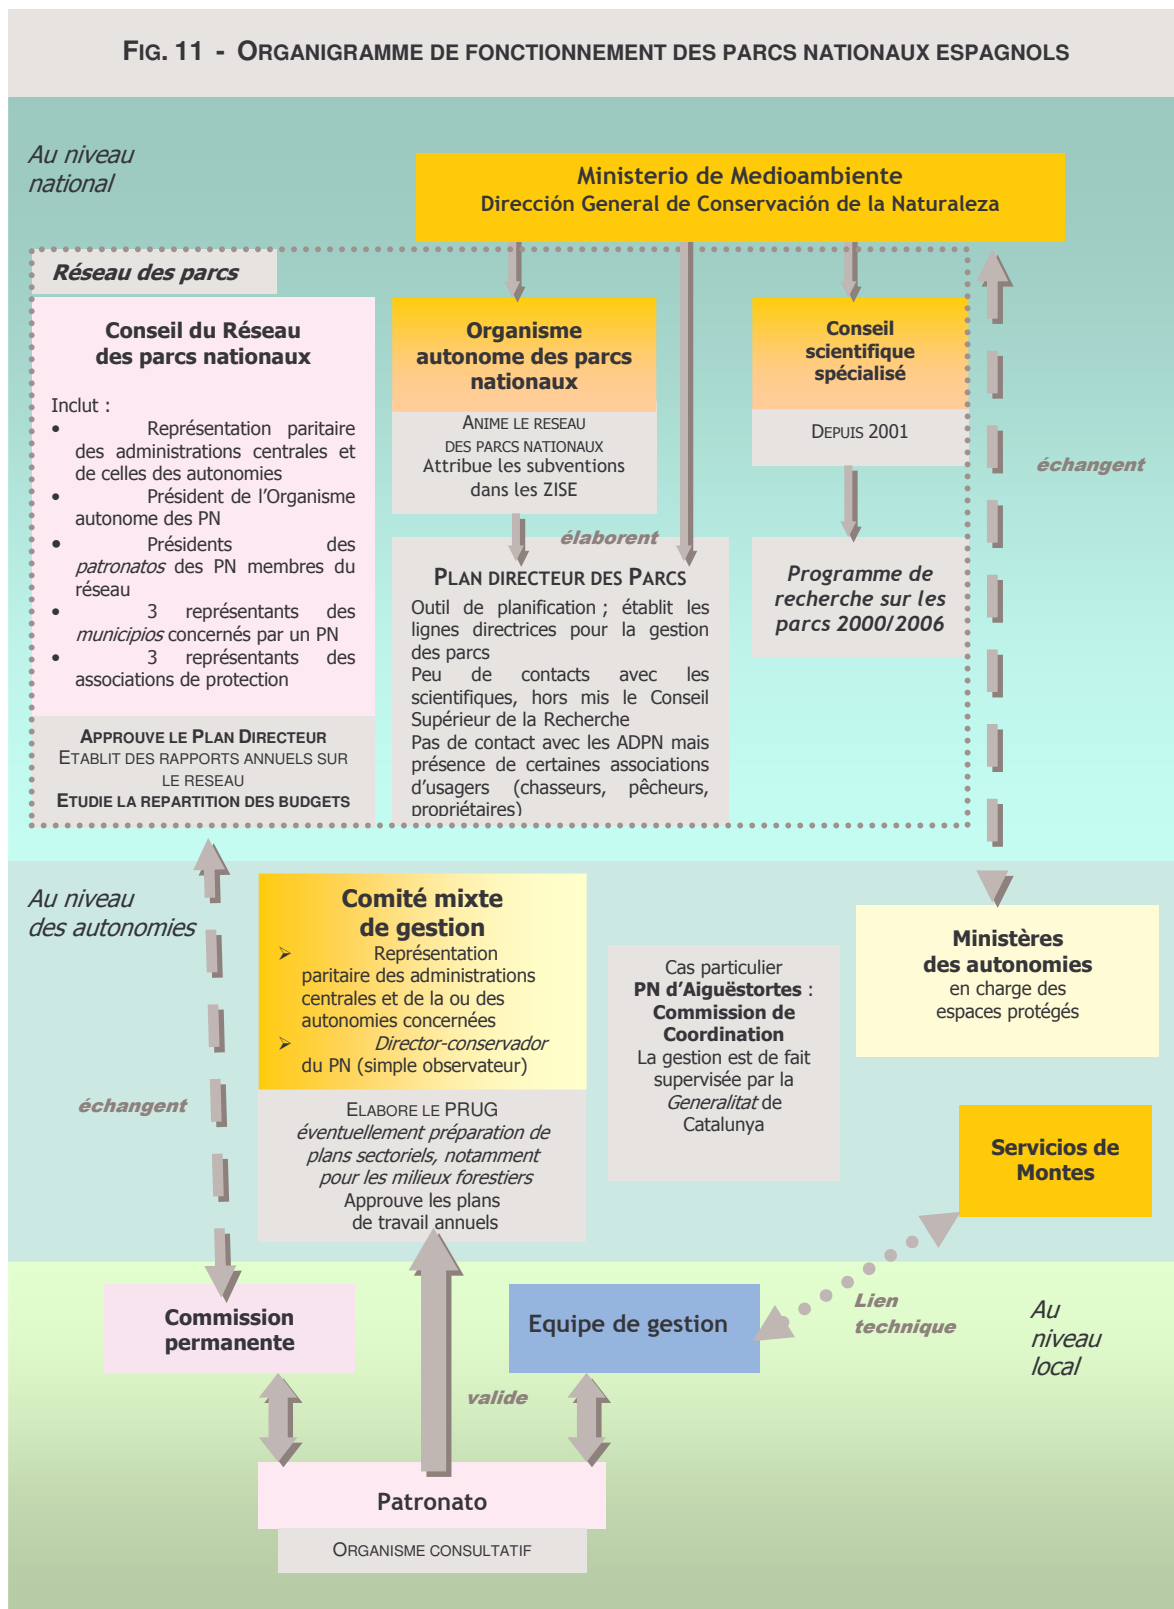 FIG. 11 - ORGANIGRAMME DE FONCTIONNEMENT DES PARCS NATIONAUX ESPAGNOLS
Au niveau
national
Ministerio de Medioambiente
Dirección General de Conservación de la Naturaleza
Réseau des parcs
Conseil du Réseau
des parcs nationaux
Inclut :
• Représentation paritaire
des administrations centrales et
de celles des autonomies
• Président de l'Organisme
autonome des PN
• Présidents des
patronatos des PN membres du
réseau
• 3 représentants des
municipios concernés par un PN
• 3 représentants des
associations de protection
APPROUVE LE PLAN DIRECTEUR
ETABLIT DES RAPPORTS ANNUELS SUR
LE RESEAU
ETUDIE LA REPARTITION DES BUDGETS
Organisme
autonome des parcs
nationaux
ANIME LE RESEAU
DES PARCS NATIONAUX
Attribue les subventions
dans les ZISE
élaborent
PLAN DIRECTEUR DES PARCS
Outil de planification ; établit les
lignes directrices pour la gestion
des parcs
Peu de contacts avec les
scientifiques, hors mis le Conseil
Supérieur de la Recherche
Pas de contact avec les ADPN mais
présence de certaines associations
d'usagers (chasseurs, pêcheurs,
propriétaires)
Conseil
scientifique
spécialisé
DEPUIS 2001
Programme de
recherche sur les
parcs 2000/2006
échangent
Au niveau
des autonomies
échangent
Comité mixte
de gestion
➢ Représentation
paritaire des administrations
centrales et de la ou des
autonomies concernées
➢ Director-conservador
du PN (simple observateur)
ELABORE LE PRUG
éventuellement préparation de
plans sectoriels, notamment
pour les milieux forestiers
Approuve les plans
de travail annuels
Cas particulier
PN d'Aiguëstortes :
Commission de
Coordination
La gestion est de fait
supervisée par la
Generalitat de
Catalunya
Ministères
des autonomies
en charge des
espaces protégés
Servicios de
Montes
Commission
permanente
Equipe de gestion
Lien
technique
Au
niveau
local
valide
Patronato
ORGANISME CONSULTATIF